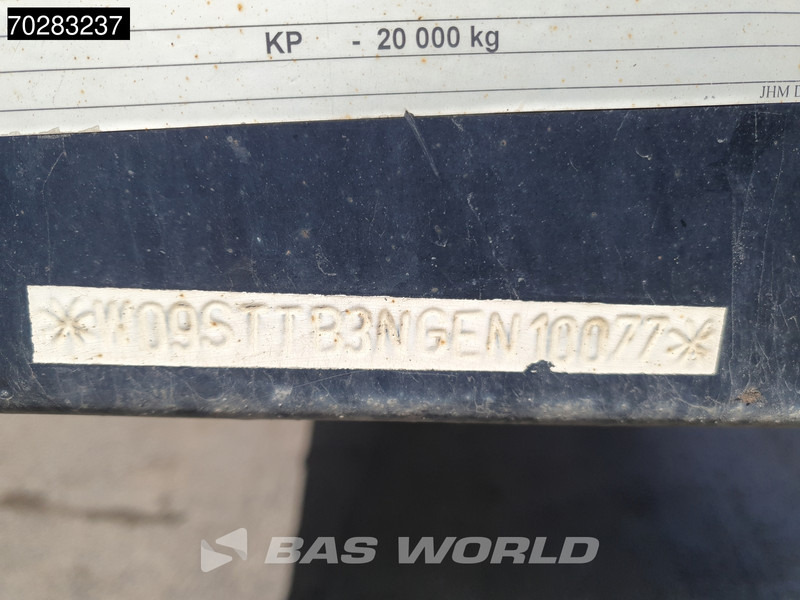 70283237
KP - 20 000 kg
JHM D
*W09STTB3NGEN10077*
BAS WORLD